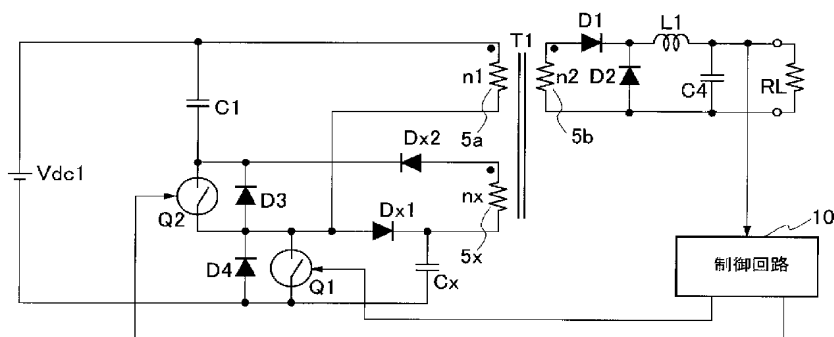 T1
D1
L1
n1
n2
D2
C4
RL
C1
5a
5b
Dx2
Vdc1
Q2
D3
nx
Dx1
5x
10
D4
Q1
Cx
制御回路